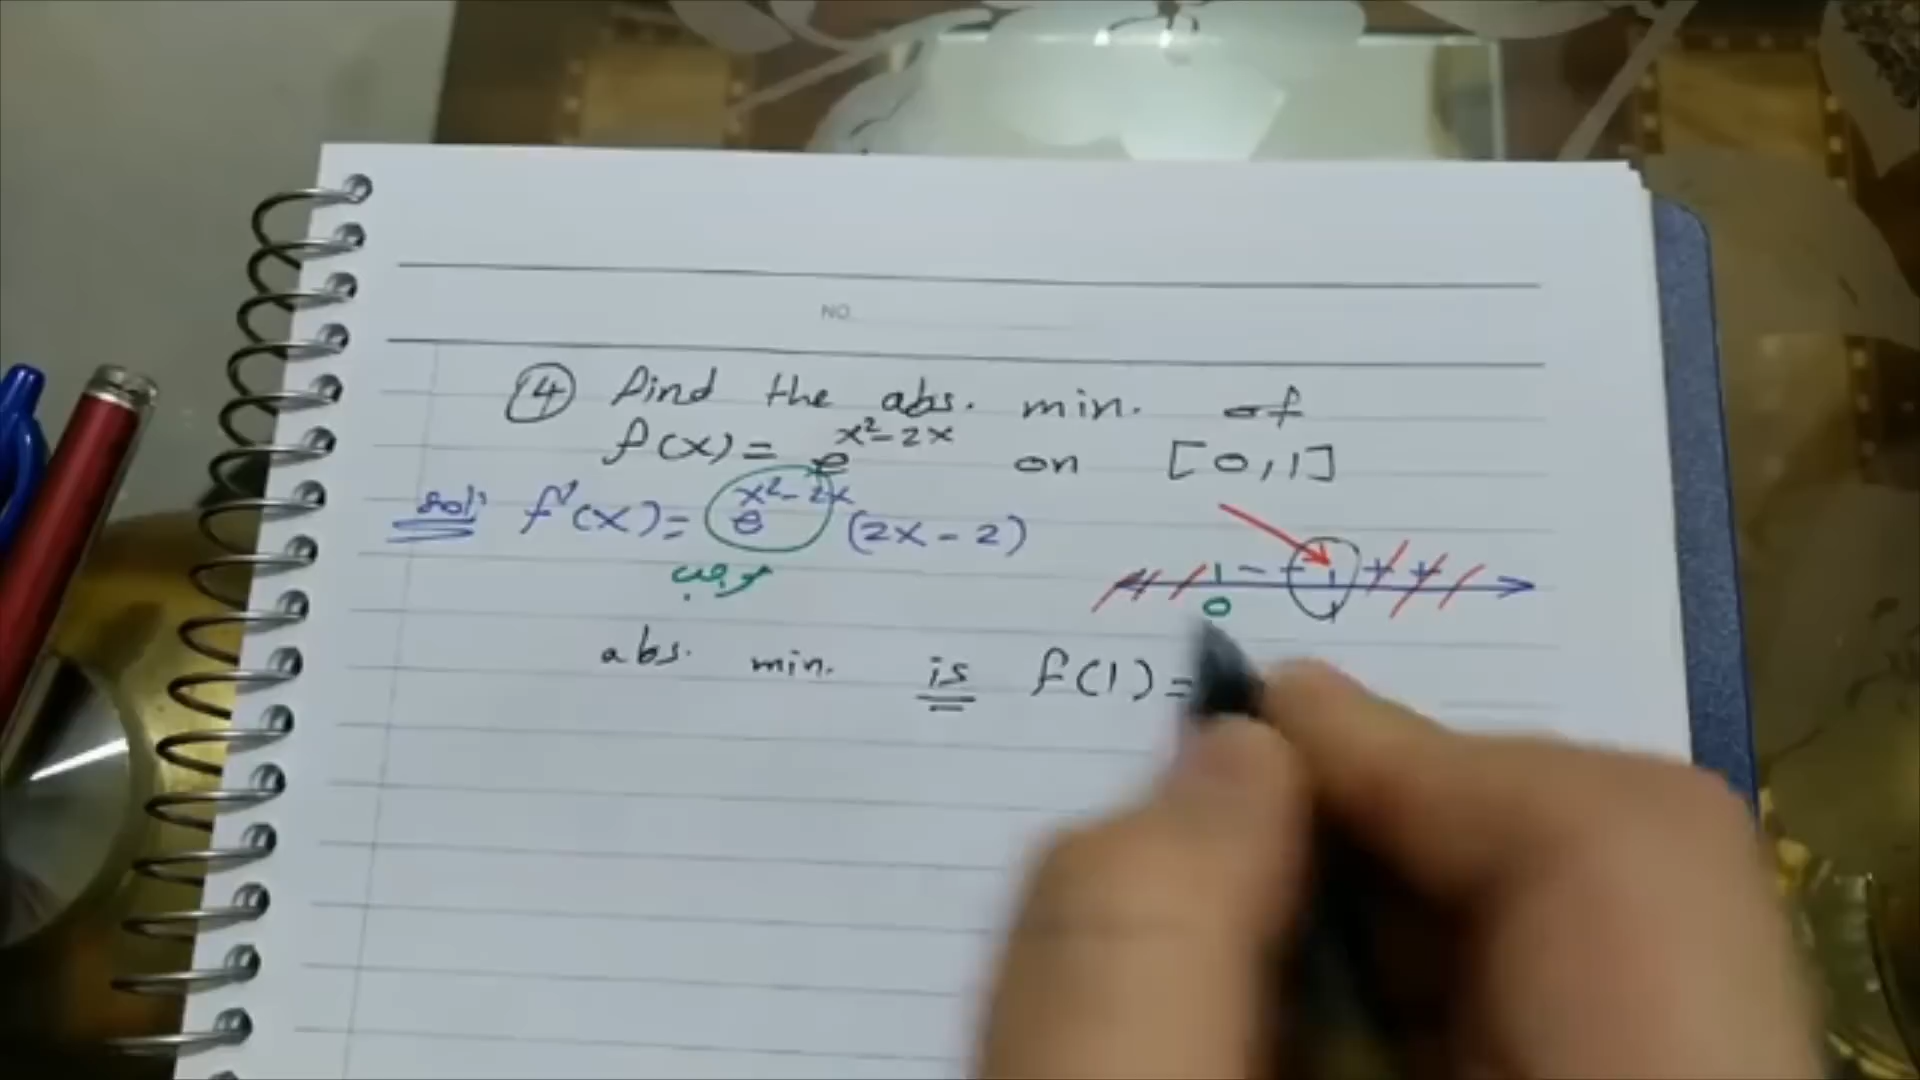 NO
④ find the abs. min. of
f(x) = e^{x²-2x} on [0,1]
sol: f'(x) = e^{x²-2x} (2x-2)
موجب
- - + +
0 1
abs. min. is f(1) =